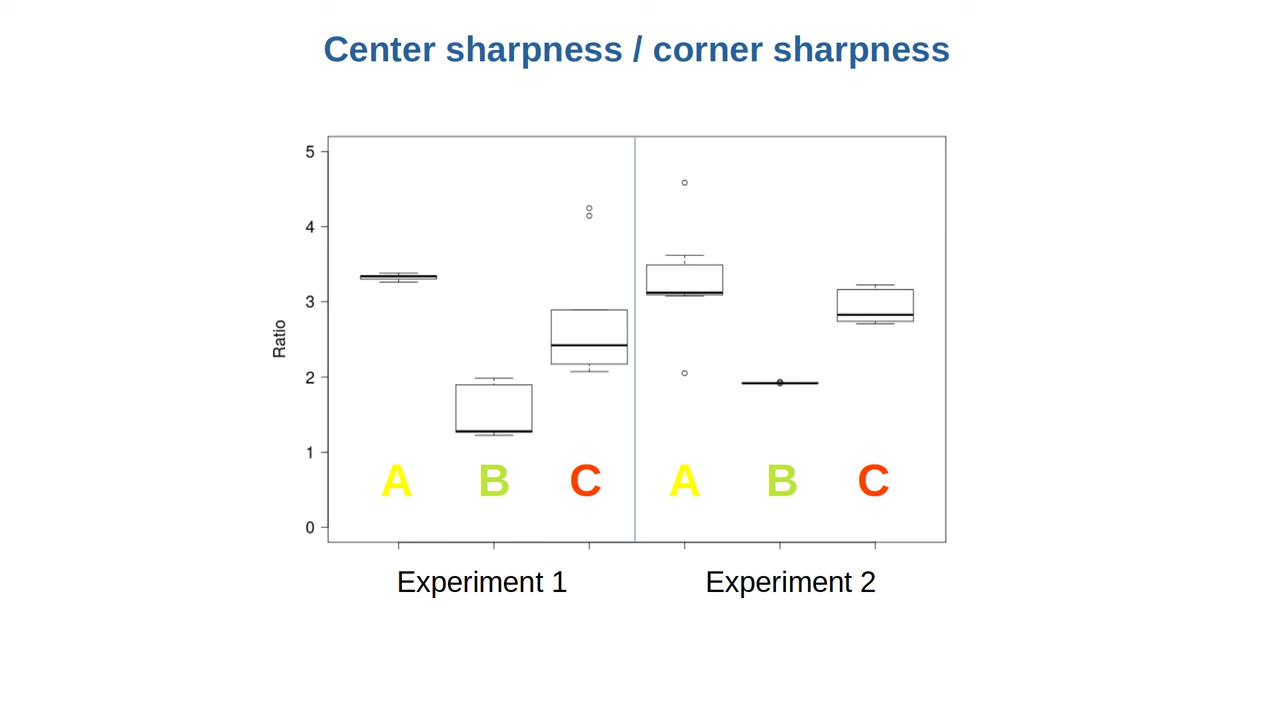 Center sharpness / corner sharpness
5
4
3
2
1
0
Ratio
A B C A B C
Experiment 1 Experiment 2